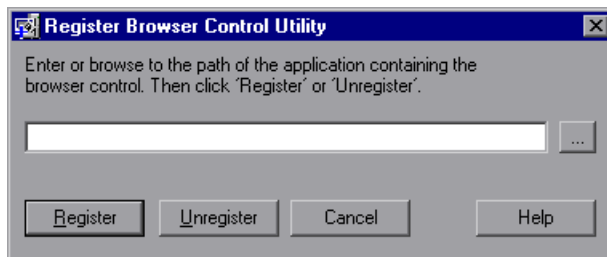 Register Browser Control Utility
Enter or browse to the path of the application containing the
browser control. Then click ´Register´ or ´Unregister´.
...
Register Unregister Cancel Help